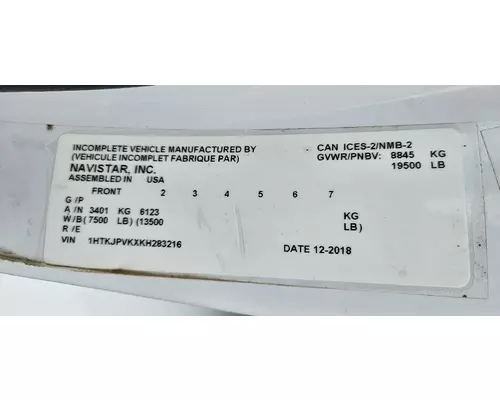 INCOMPLETE VEHICLE MANUFACTURED BY
(VEHICULE INCOMPLET FABRIQUE PAR)
NAVISTAR, INC.
ASSEMBLED IN USA
CAN ICES-2/NMB-2
GVWR/PNBV: 8845 KG
19500 LB
FRONT 2 3 4 5 6 7
G /P
A /N 3401 KG 6123 KG
W/B( 7500 LB) (13500 LB)
R /E
VIN 1HTKJPVKXKH283216
DATE 12-2018